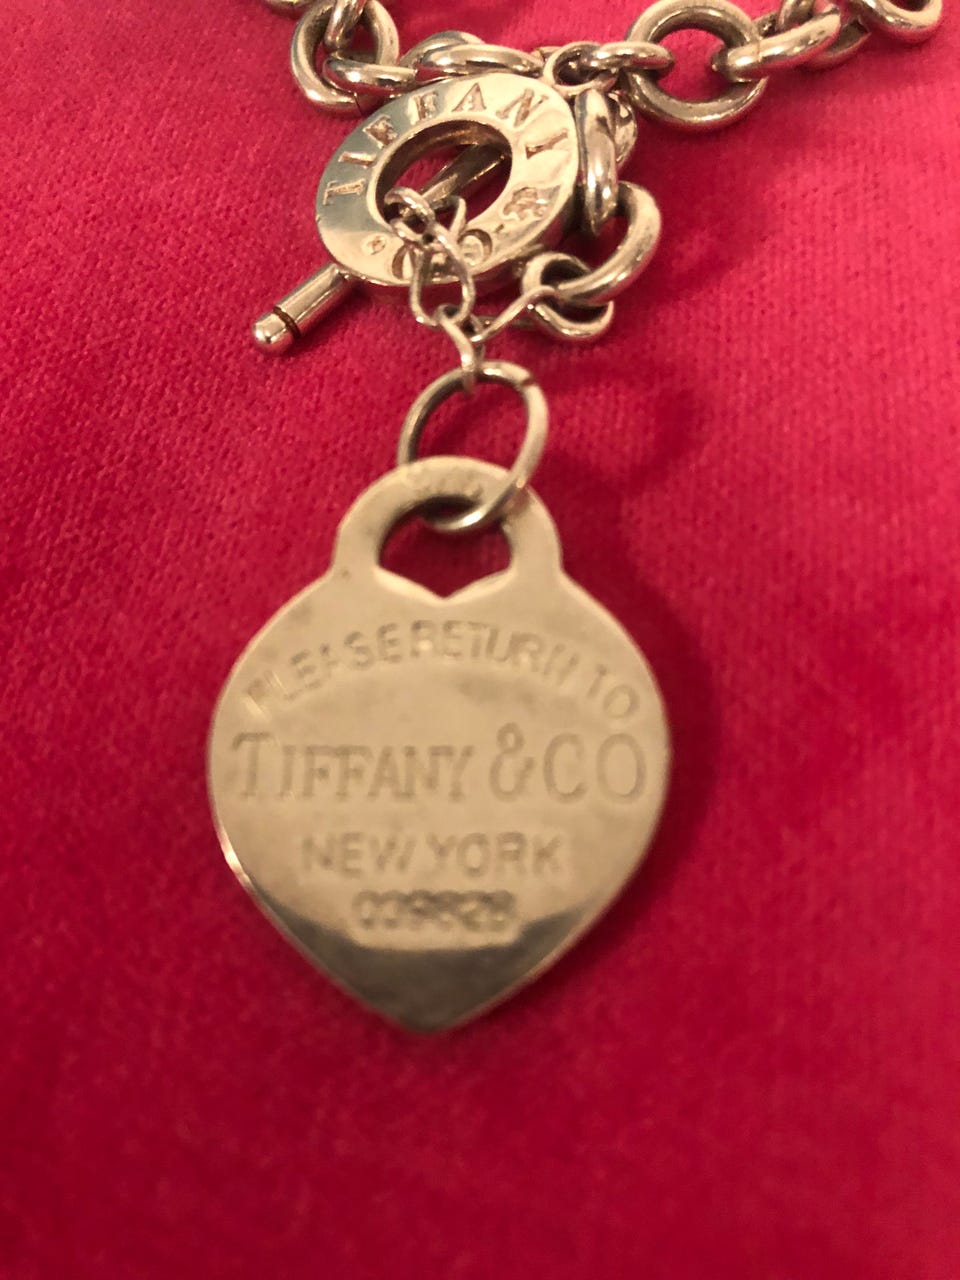 TIFFANY &
PLEASE RETURN TO
TIFFANY & CO
NEW YORK